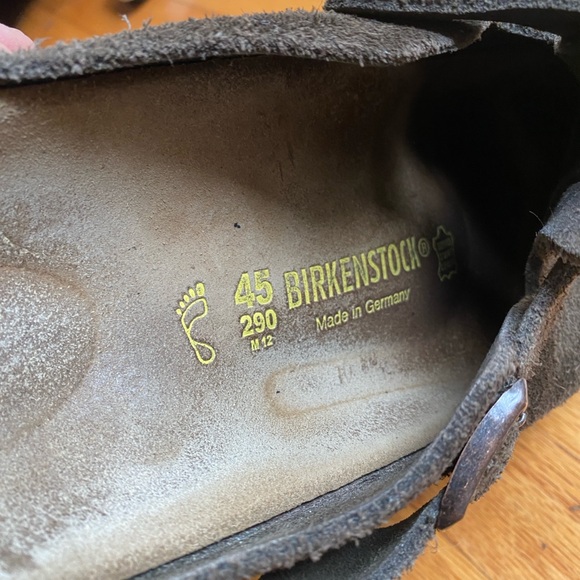 45 BIRKENSTOCK®
290 Made in Germany
M 12